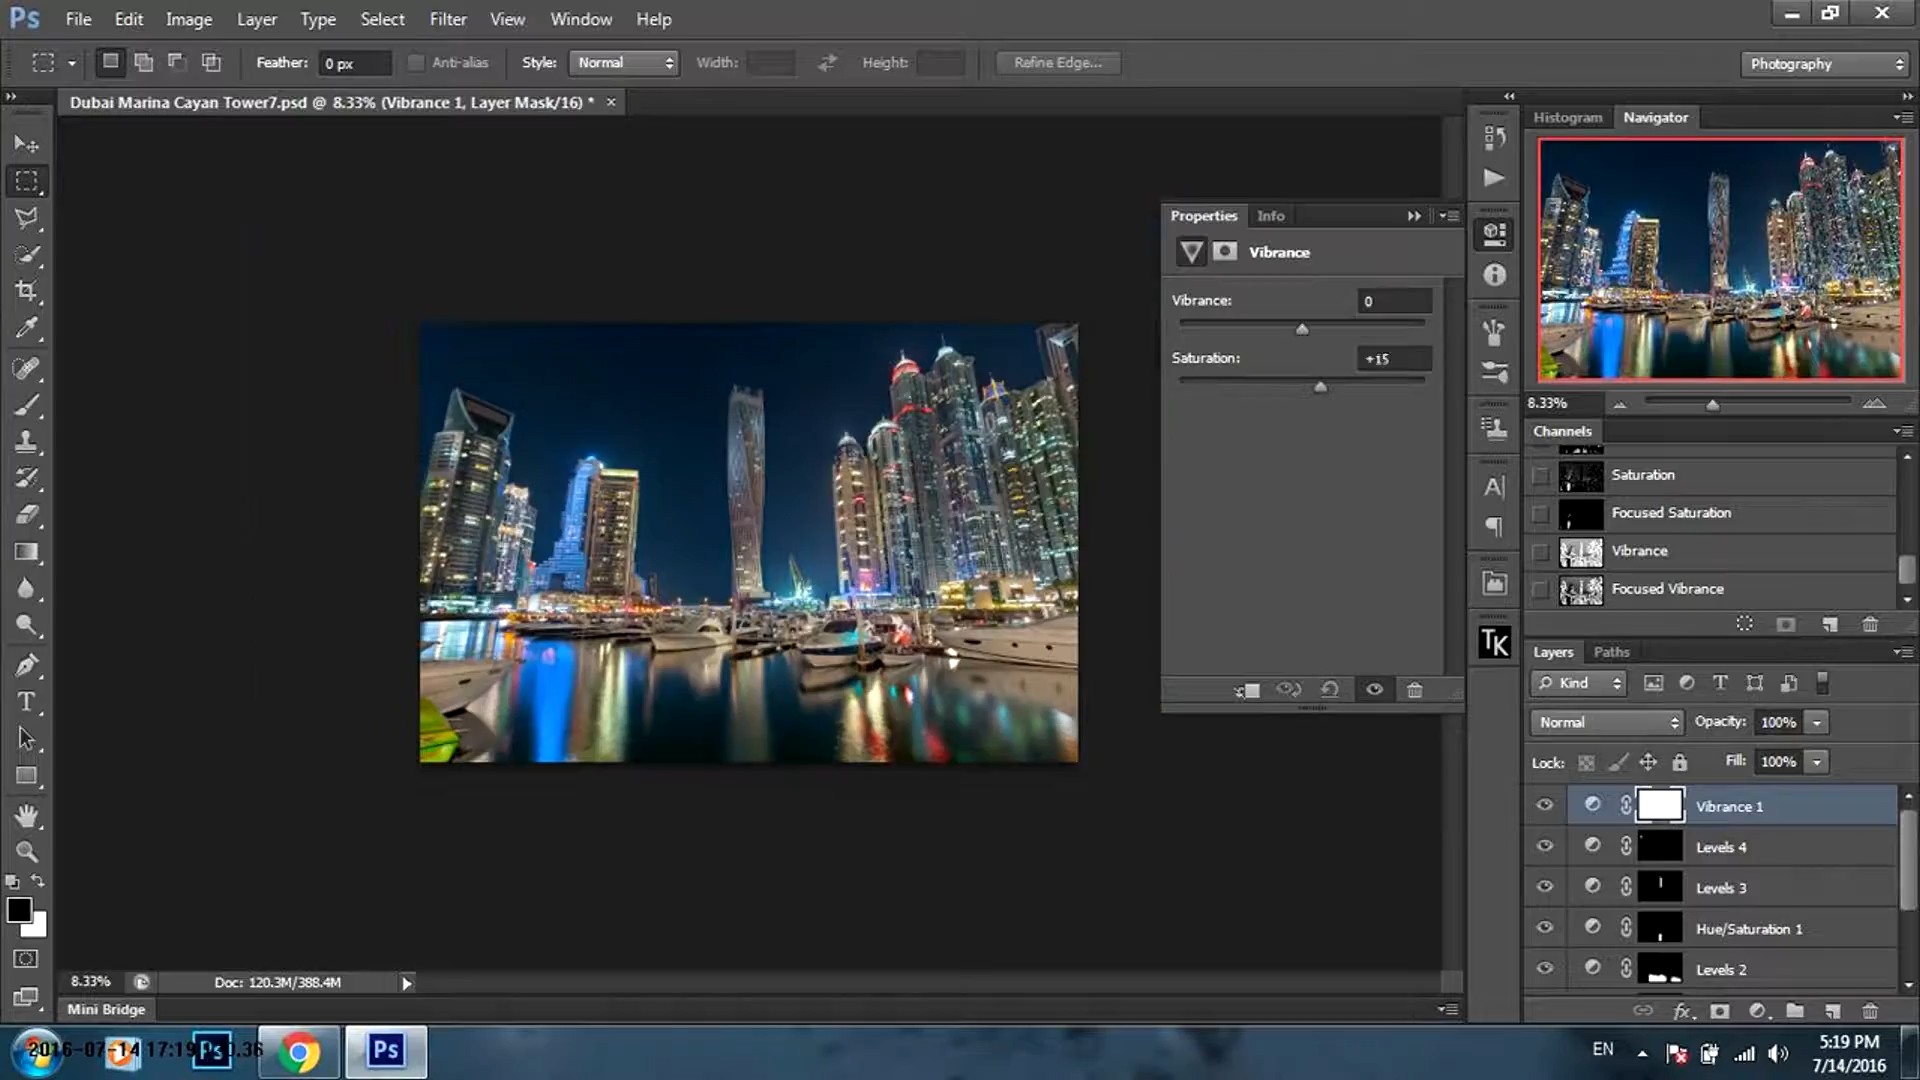 Ps File Edit Image Layer Type Select Filter View Window Help
Feather: 0 px Anti-alias Style: Normal Width: Height: Refine Edge... Photography
Dubai Marina Cayan Tower7.psd @ 8.33% (Vibrance 1, Layer Mask/16) * ×
Histogram Navigator
Properties Info
Vibrance
Vibrance: 0
Saturation: +15
8.33%
Channels
Saturation
Focused Saturation
Vibrance
Focused Vibrance
TK
Layers Paths
Kind
Normal Opacity: 100%
Lock: Fill: 100%
Vibrance 1
Levels 4
Levels 3
Hue/Saturation 1
Levels 2
fx
8.33% Doc: 120.3M/388.4M
Mini Bridge
Ps Ps
EN 5:19 PM
7/14/2016